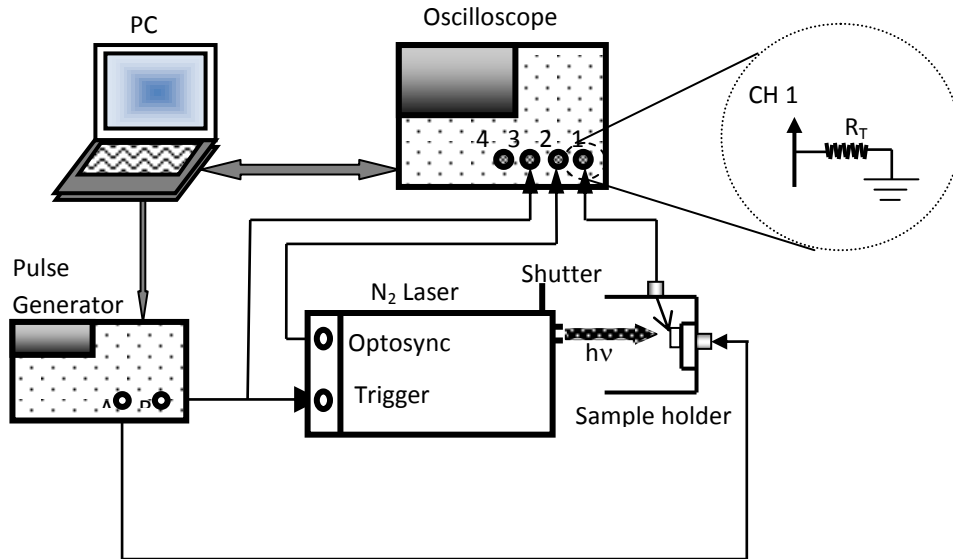 PC
Oscilloscope
4 3 2 1
CH 1
R_T
Pulse
Generator
N₂ Laser
Shutter
Optosync
Trigger
hν
Sample holder